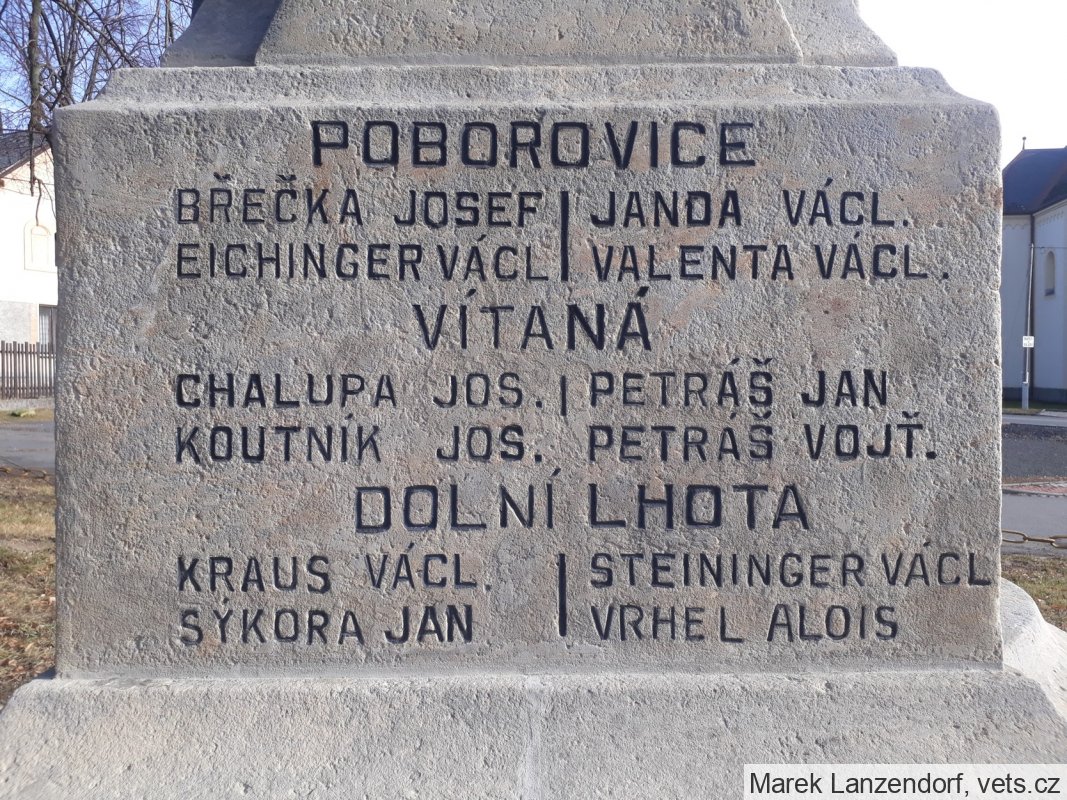 POBOROVICE
BŘEČKA JOSEF | JANDA VÁCL.
EICHINGER VÁCL | VALENTA VÁCL.
VÍTANÁ
CHALUPA JOS. | PETRÁŠ JAN
KOUTNÍK JOS. PETRÁŠ VOJŤ.
DOLNÍ LHOTA
KRAUS VÁCL. | STEININGER VÁCL
SÝKORA JAN | VRHEL ALOIS
Marek Lanzendorf, vets.cz